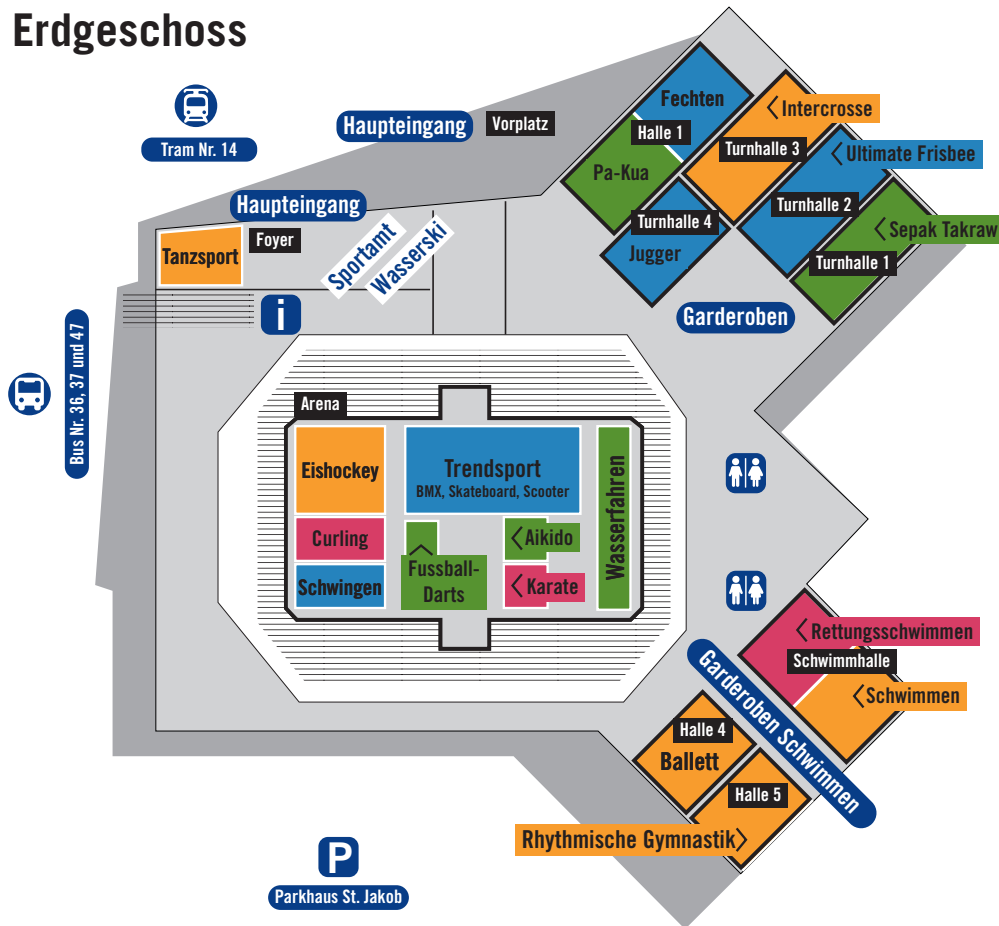 Erdgeschoss
Tram Nr. 14
Haupteingang
Vorplatz
Haupteingang
Foyer
Tanzsport
Sportamt
Wasserski
i
Bus Nr. 36, 37 und 47
Fechten
Halle 1
Pa-Kua
Intercrosse
Turnhalle 3
Ultimate Frisbee
Turnhalle 2
Turnhalle 4
Jugger
Sepak Takraw
Turnhalle 1
Garderoben
Arena
Eishockey
Trendsport
BMX, Skateboard, Scooter
Wasserfahren
Curling
Aikido
Schwingen
Fussball-
Darts
Karate
Rettungsschwimmen
Schwimmhalle
Schwimmen
Garderoben Schwimmen
Halle 4
Ballett
Halle 5
Rhythmische Gymnastik
P
Parkhaus St. Jakob